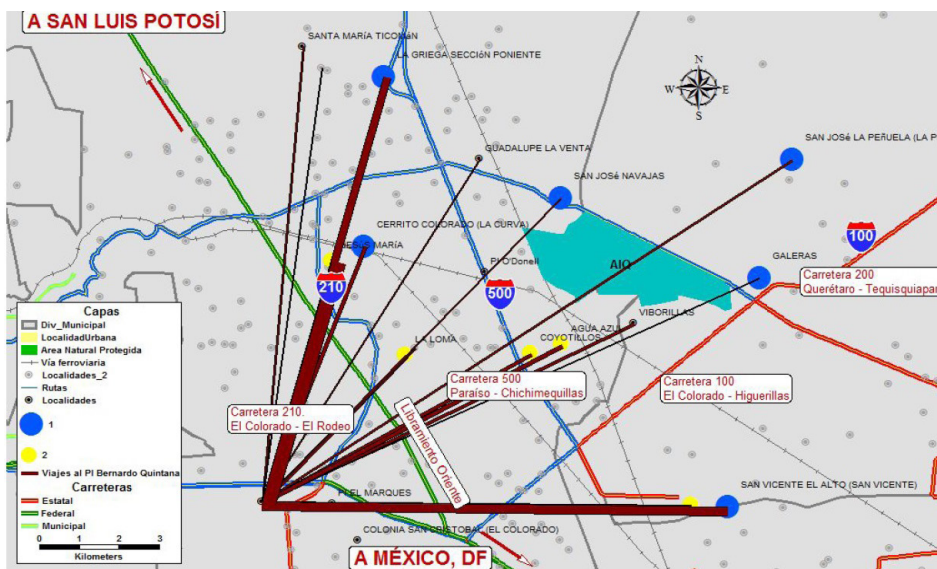 A SAN LUIS POTOSÍ
SANTA MARÍA TICOMáN
LA GRIEGA SECCIÓN PONIENTE
N
W E
S
GUADALUPE LA VENTA
SAN JOSé LA PEÑUELA (LA P
SAN JOSé NAVAJAS
CERRITO COLORADO (LA CURVA)
JESúS MARÍA
100
PI O'Donell
AIQ
GALERAS
210
500
Carretera 200
Querétaro - Tequisquiapan
VIBORILLAS
AGUA AZUL
COYOTILLOS
LA LOMA
Carretera 500
Paraíso - Chichimequillas
Carretera 100
El Colorado - Higuerillas
Carretera 210.
El Colorado - El Rodeo
Libramiento Oriente
PI EL MARQUES
SAN VICENTE EL ALTO (SAN VICENTE)
COLONIA SAN CRISTOBAL (EL COLORADO)
A MÉXICO, DF
Capas
Div_Municipal
LocalidadUrbana
Area Natural Protegida
Vía ferroviaria
Localidades_2
Rutas
Localidades
1
2
Viajes al PI Bernardo Quintana
Carreteras
Estatal
Federal
Municipal
0 1 2 3
Kilometers